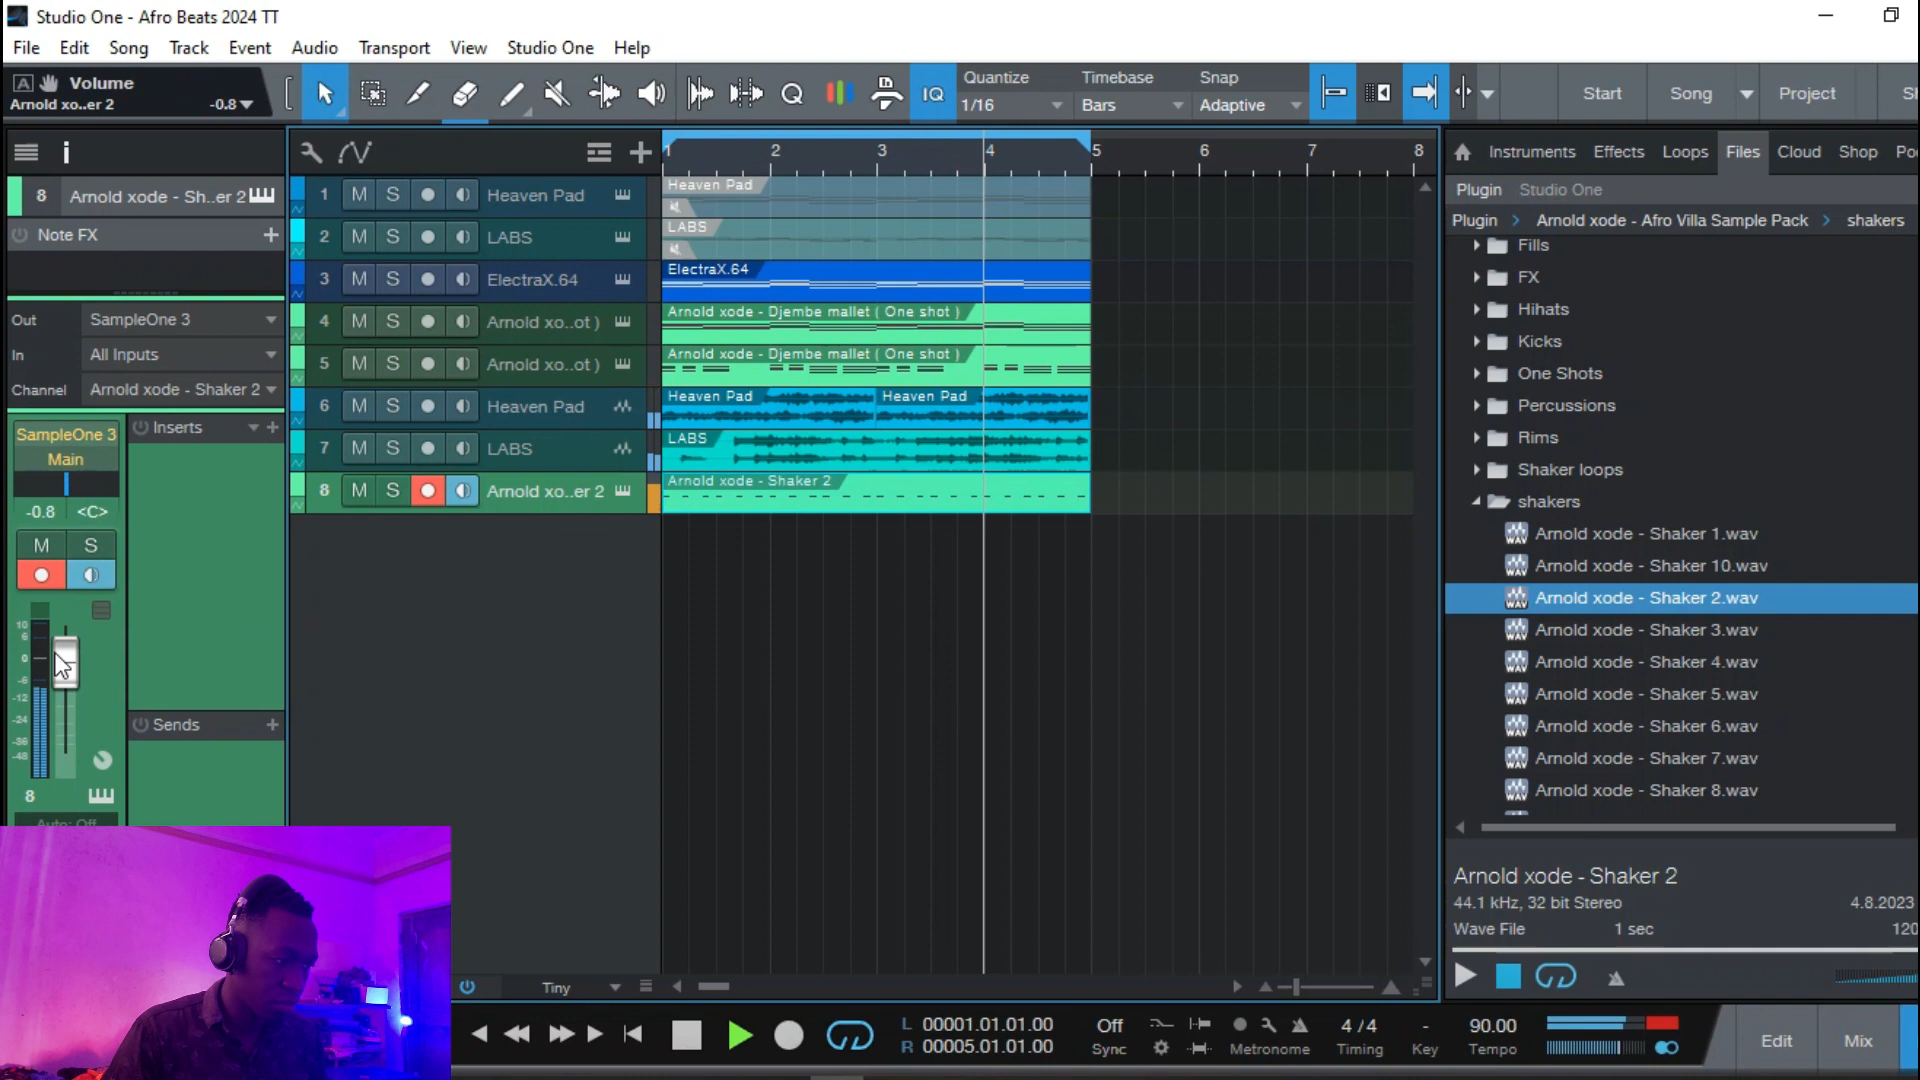 Studio One - Afro Beats 2024 TT
File Edit Song Track Event Audio Transport View Studio One Help
A Volume
Arnold xo..er 2 -0.8
IQ
Quantize
1/16
Timebase
Bars
Snap
Adaptive
Start Song Project
i
8 Arnold xode - Sh..er 2
Note FX
Out SampleOne 3
In All Inputs
Channel Arnold xode - Shaker 2
SampleOne 3
Main
-0.8 <C>
M S
10
6
0
-6
-12
-24
-36
-48
8
Auto: Off
Inserts
Sends
1 2 3 4 5 6 7 8
1 M S Heaven Pad
2 M S LABS
3 M S ElectraX.64
4 M S Arnold xo..ot )
5 M S Arnold xo..ot )
6 M S Heaven Pad
7 M S LABS
8 M S Arnold xo..er 2
Heaven Pad
LABS
ElectraX.64
Arnold xode - Djembe mallet ( One shot )
Arnold xode - Djembe mallet ( One shot )
Heaven Pad Heaven Pad
LABS
Arnold xode - Shaker 2
Instruments Effects Loops Files Cloud Shop
Plugin Studio One
Plugin > Arnold xode - Afro Villa Sample Pack > shakers
Fills
FX
Hihats
Kicks
One Shots
Percussions
Rims
Shaker loops
shakers
Arnold xode - Shaker 1.wav
Arnold xode - Shaker 10.wav
Arnold xode - Shaker 2.wav
Arnold xode - Shaker 3.wav
Arnold xode - Shaker 4.wav
Arnold xode - Shaker 5.wav
Arnold xode - Shaker 6.wav
Arnold xode - Shaker 7.wav
Arnold xode - Shaker 8.wav
Arnold xode - Shaker 2
44.1 kHz, 32 bit Stereo 4.8.2023
Wave File 1 sec 120
Tiny
L 00001.01.01.00
R 00005.01.01.00
Off
Sync
Metronome
4 / 4
Timing
-
Key
90.00
Tempo
Edit Mix